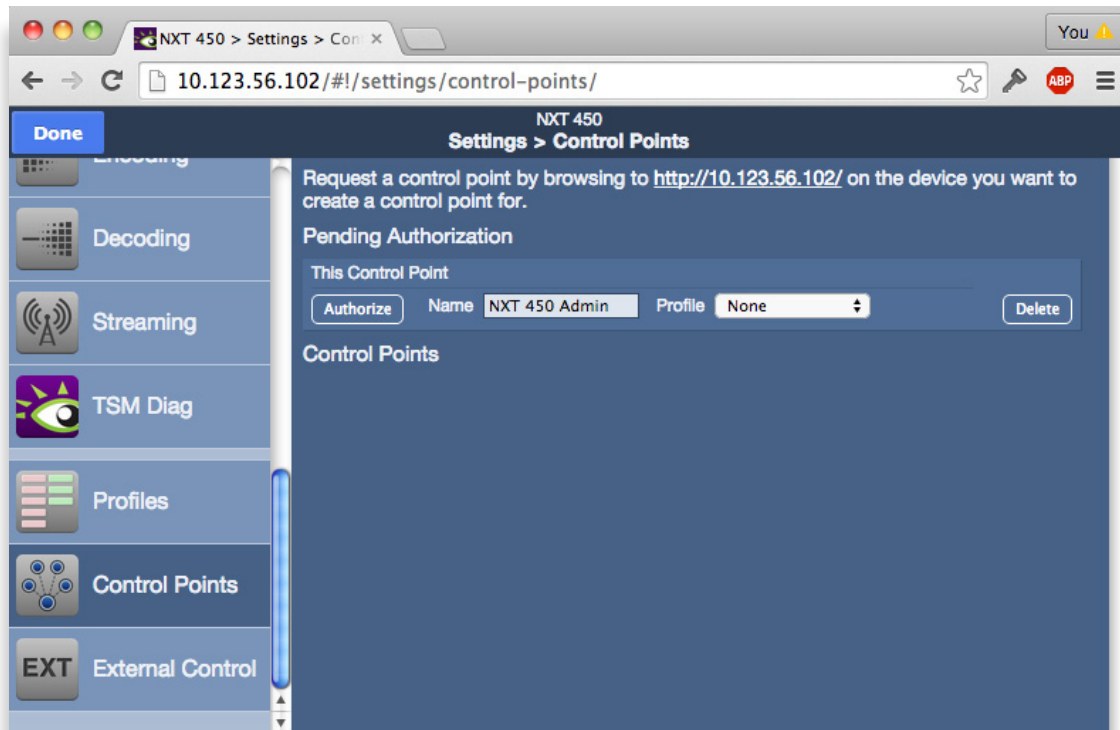 NXT 450 > Settings > Con
You
10.123.56.102/#!/settings/control-points/
ABP
Done
NXT 450
Settings > Control Points
Encoding
Decoding
Streaming
TSM Diag
Profiles
Control Points
EXT
External Control
Request a control point by browsing to http://10.123.56.102/ on the device you want to
create a control point for.
Pending Authorization
This Control Point
Authorize Name NXT 450 Admin Profile None Delete
Control Points